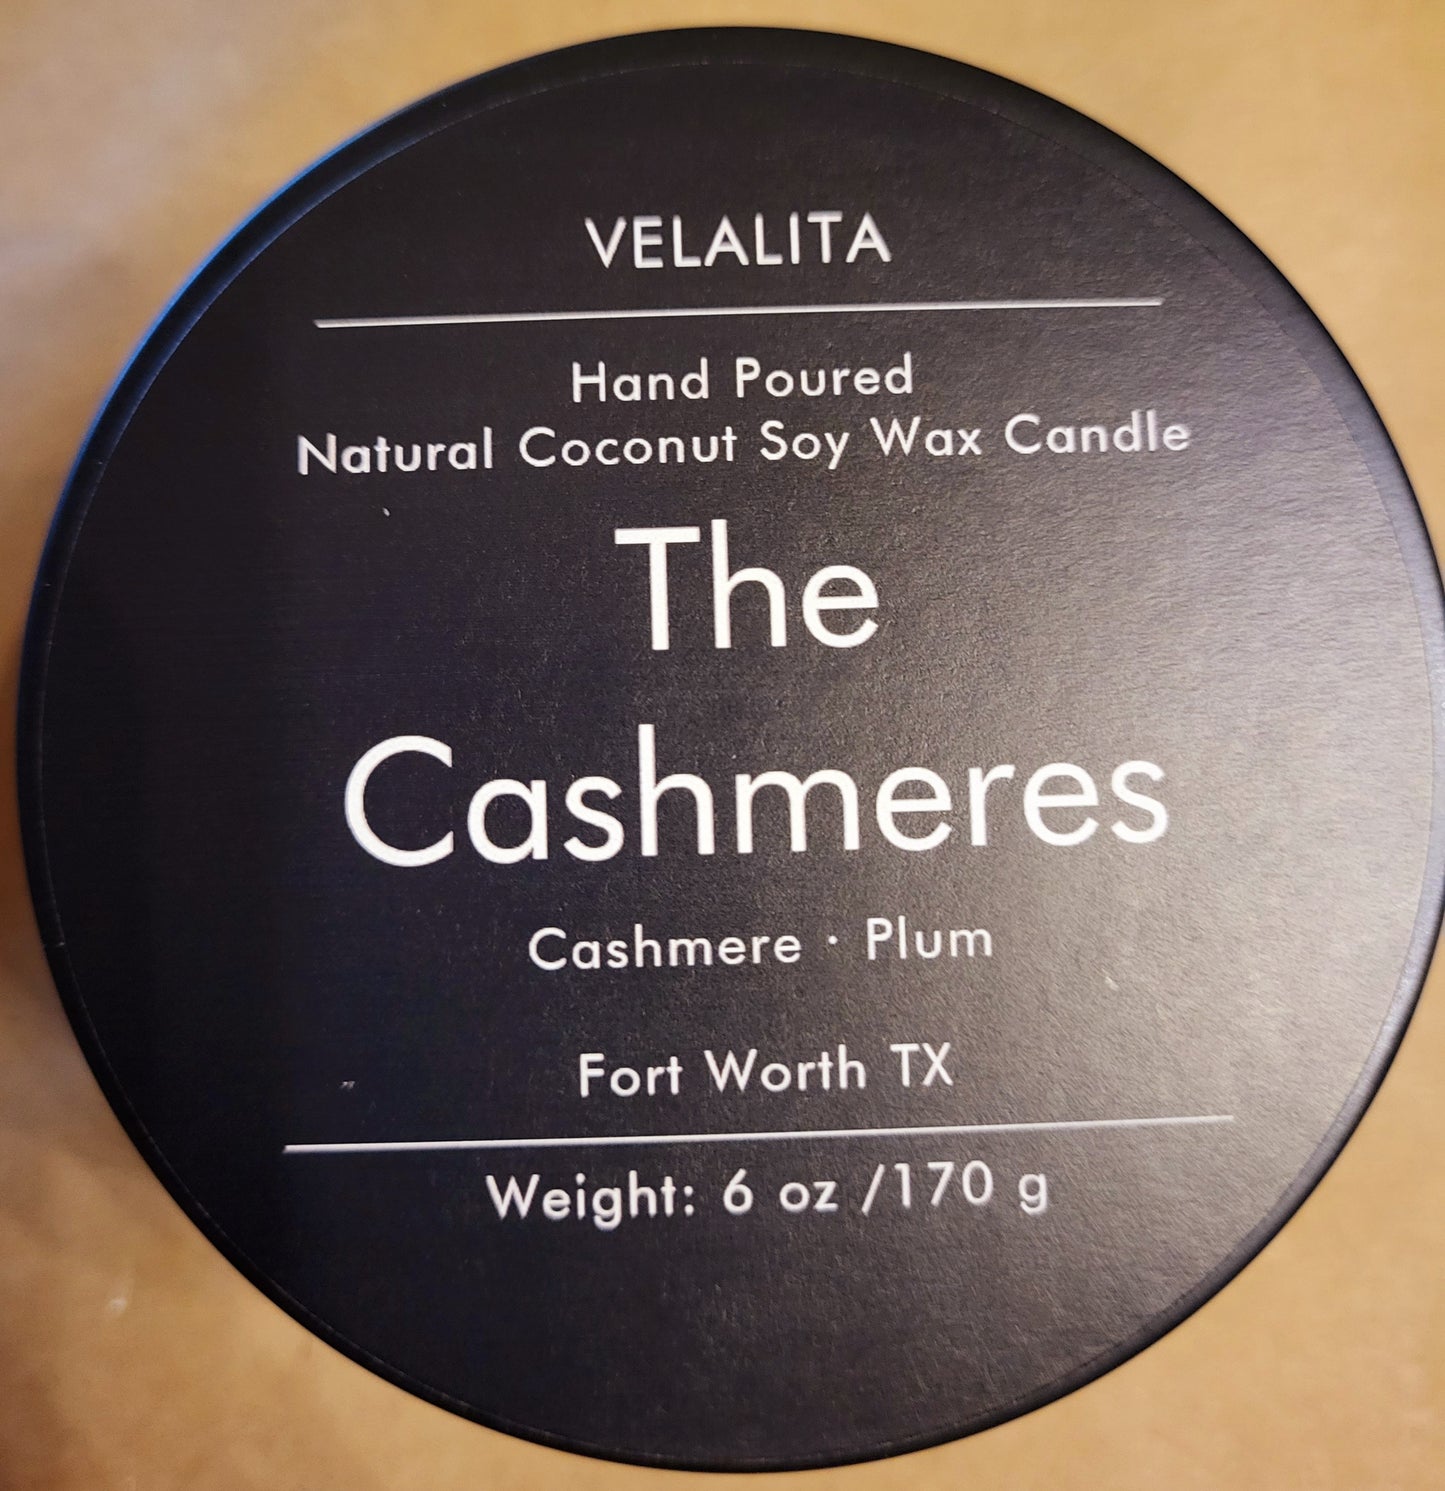 VELALITA
Hand Poured
Natural Coconut Soy Wax Candle
The
Cashmeres
Cashmere · Plum
Fort Worth TX
Weight: 6 oz /170 g